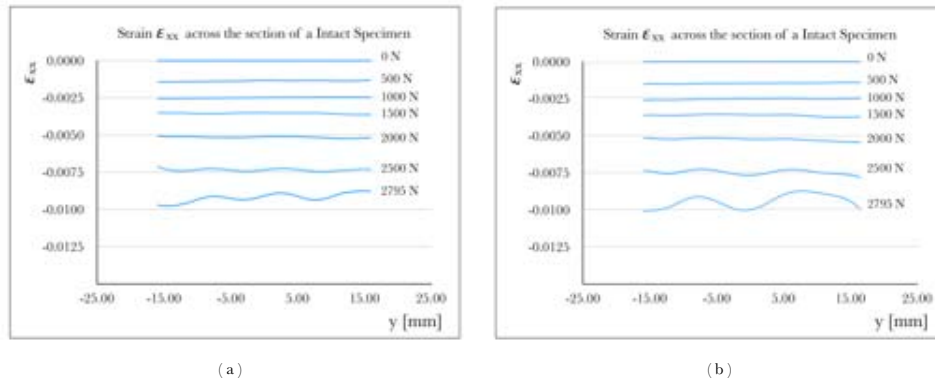 Strain ɛxx across the section of a Intact Specimen
ɛxx
0.0000
-0.0025
-0.0050
-0.0075
-0.0100
-0.0125
0 N
500 N
1000 N
1500 N
2000 N
2500 N
2795 N
-25.00 -15.00 -5.00 5.00 15.00 25.00
y [mm]
(a)
Strain ɛxx across the section of a Intact Specimen
ɛxx
0.0000
-0.0025
-0.0050
-0.0075
-0.0100
-0.0125
0 N
500 N
1000 N
1500 N
2000 N
2500 N
2795 N
-25.00 -15.00 -5.00 5.00 15.00 25.00
y [mm]
(b)